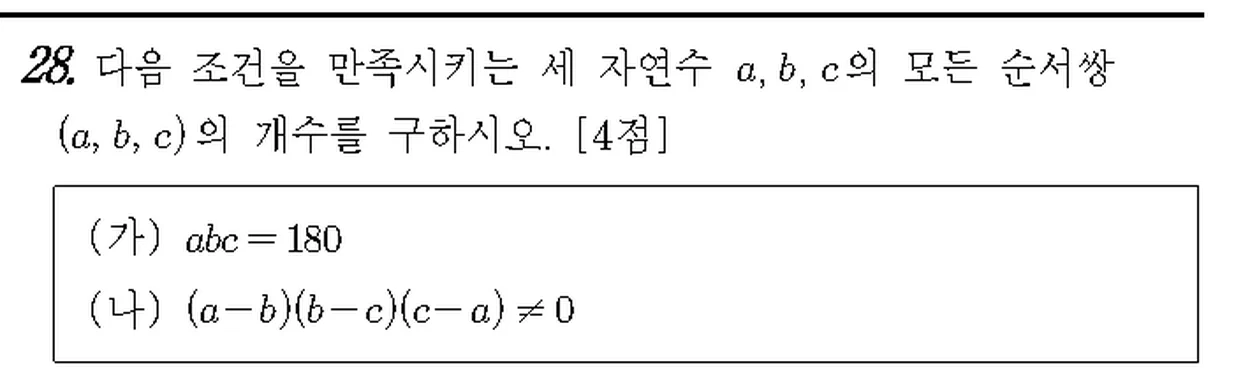 28. 다음 조건을 만족시키는 세 자연수 a, b, c의 모든 순서쌍
(a, b, c)의 개수를 구하시오. [4점]
(가) abc=180
(나) (a-b)(b-c)(c-a)≠0